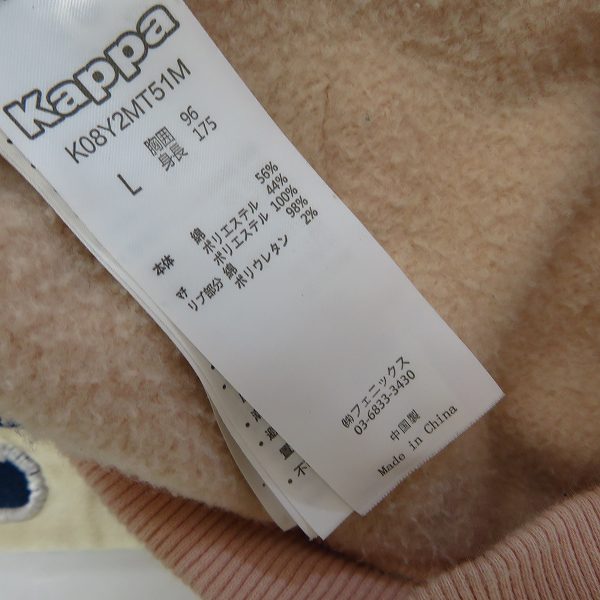 Kappa
K08Y2MT51M
L
胸囲 96
身長 175
本体 綿 56%
ポリエステル 44%
ﾏﾁ ポリエステル 100%
リブ部分 綿 98%
ポリウレタン 2%
㈱フェニックス
03-6833-3430
中国製
Made in China